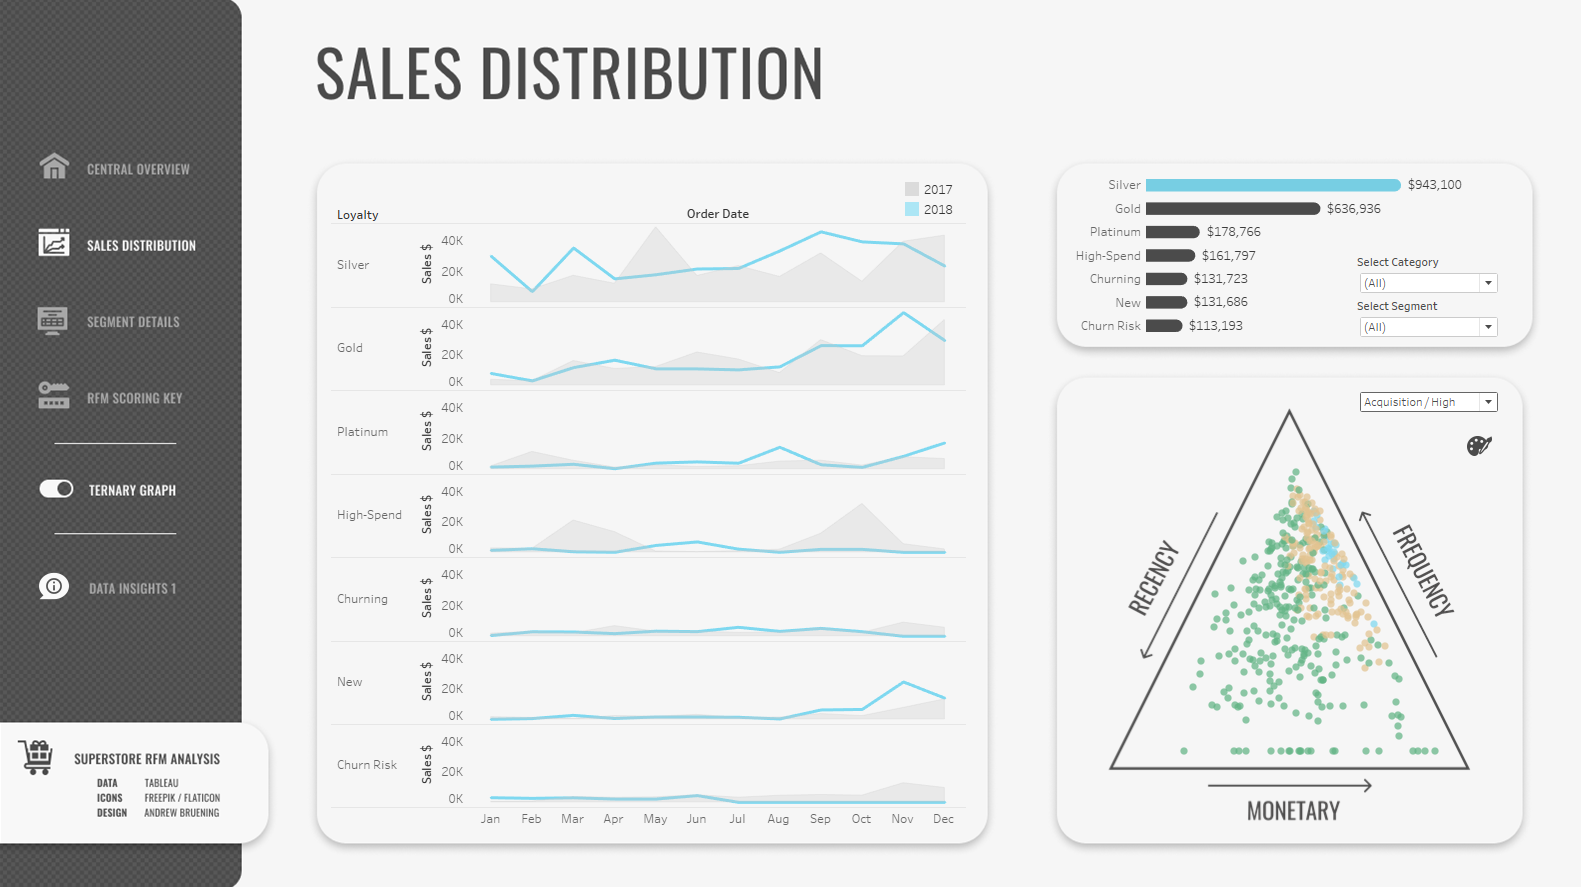 SALES DISTRIBUTION
CENTRAL OVERVIEW
SALES DISTRIBUTION
SEGMENT DETAILS
RFM SCORING KEY
TERNARY GRAPH
DATA INSIGHTS 1
SUPERSTORE RFM ANALYSIS
DATA TABLEAU
ICONS FREEPIK / FLATICON
DESIGN ANDREW BRUENING
2017
2018
Loyalty Order Date
Silver Sales $ 40K 20K 0K
Gold Sales $ 40K 20K 0K
Platinum Sales $ 40K 20K 0K
High-Spend Sales $ 40K 20K 0K
Churning Sales $ 40K 20K 0K
New Sales $ 40K 20K 0K
Churn Risk Sales $ 40K 20K 0K
Jan Feb Mar Apr May Jun Jul Aug Sep Oct Nov Dec
Silver $943,100
Gold $636,936
Platinum $178,766
High-Spend $161,797
Churning $131,723
New $131,686
Churn Risk $113,193
Select Category
(All)
Select Segment
(All)
Acquisition / High
RECENCY
FREQUENCY
MONETARY